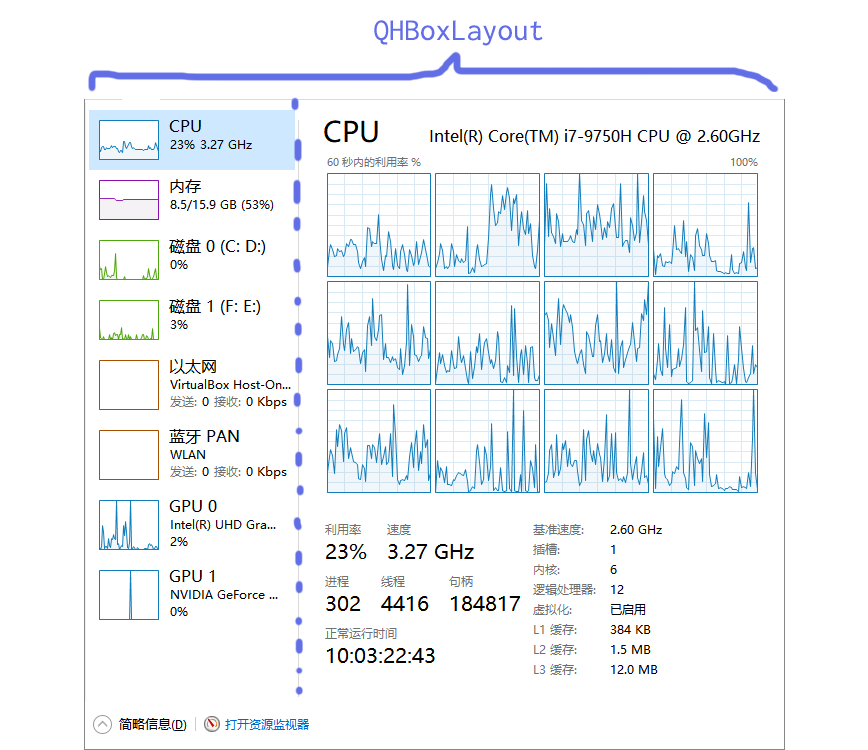 QHBoxLayout
CPU
23% 3.27 GHz
内存
8.5/15.9 GB (53%)
磁盘 0 (C: D:)
0%
磁盘 1 (F: E:)
3%
以太网
VirtualBox Host-On...
发送: 0 接收: 0 Kbps
蓝牙 PAN
WLAN
发送: 0 接收: 0 Kbps
GPU 0
Intel(R) UHD Gra...
2%
GPU 1
NVIDIA GeForce ...
0%
CPU Intel(R) Core(TM) i7-9750H CPU @ 2.60GHz
60 秒内的利用率 % 100%
利用率 速度
23% 3.27 GHz
进程 线程 句柄
302 4416 184817
正常运行时间
10:03:22:43
基准速度: 2.60 GHz
插槽: 1
内核: 6
逻辑处理器: 12
虚拟化: 已启用
L1 缓存: 384 KB
L2 缓存: 1.5 MB
L3 缓存: 12.0 MB
简略信息(D) 打开资源监视器